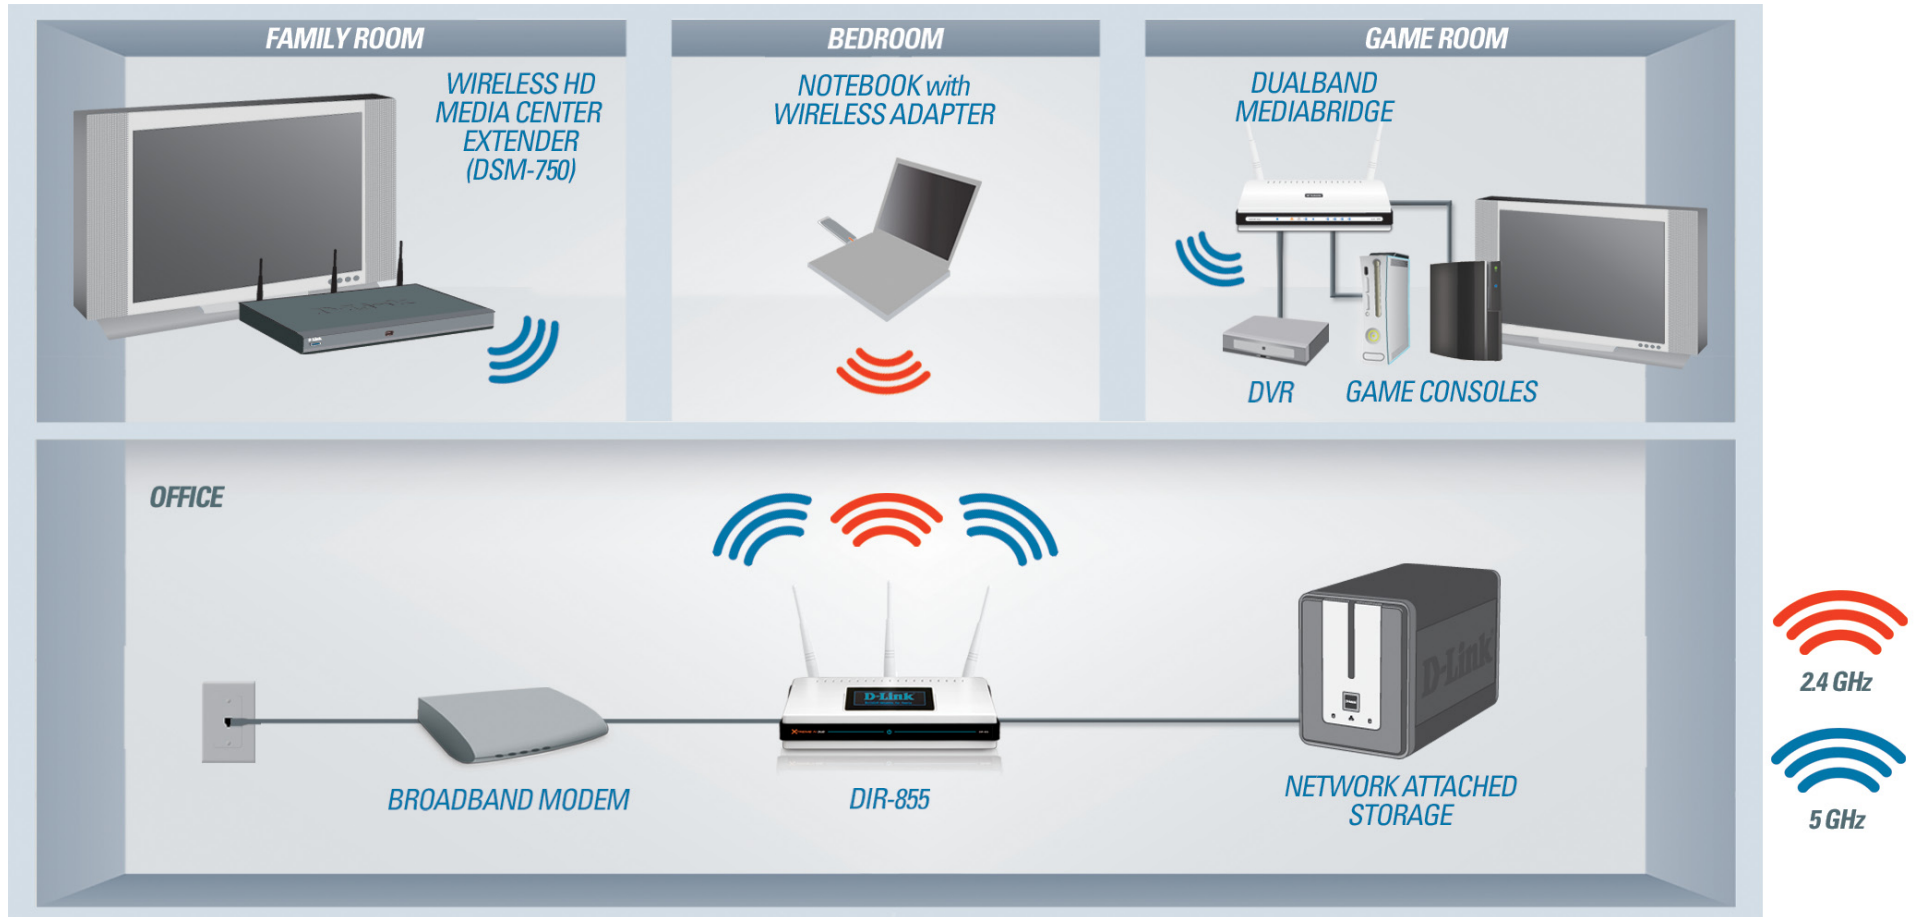 FAMILY ROOM
BEDROOM
GAME ROOM
WIRELESS HD
MEDIA CENTER
EXTENDER
(DSM-750)
NOTEBOOK with
WIRELESS ADAPTER
DUALBAND
MEDIABRIDGE
DVR
GAME CONSOLES
OFFICE
D-Link
D-Link
BROADBAND MODEM
DIR-855
NETWORK ATTACHED
STORAGE
2.4 GHz
5 GHz